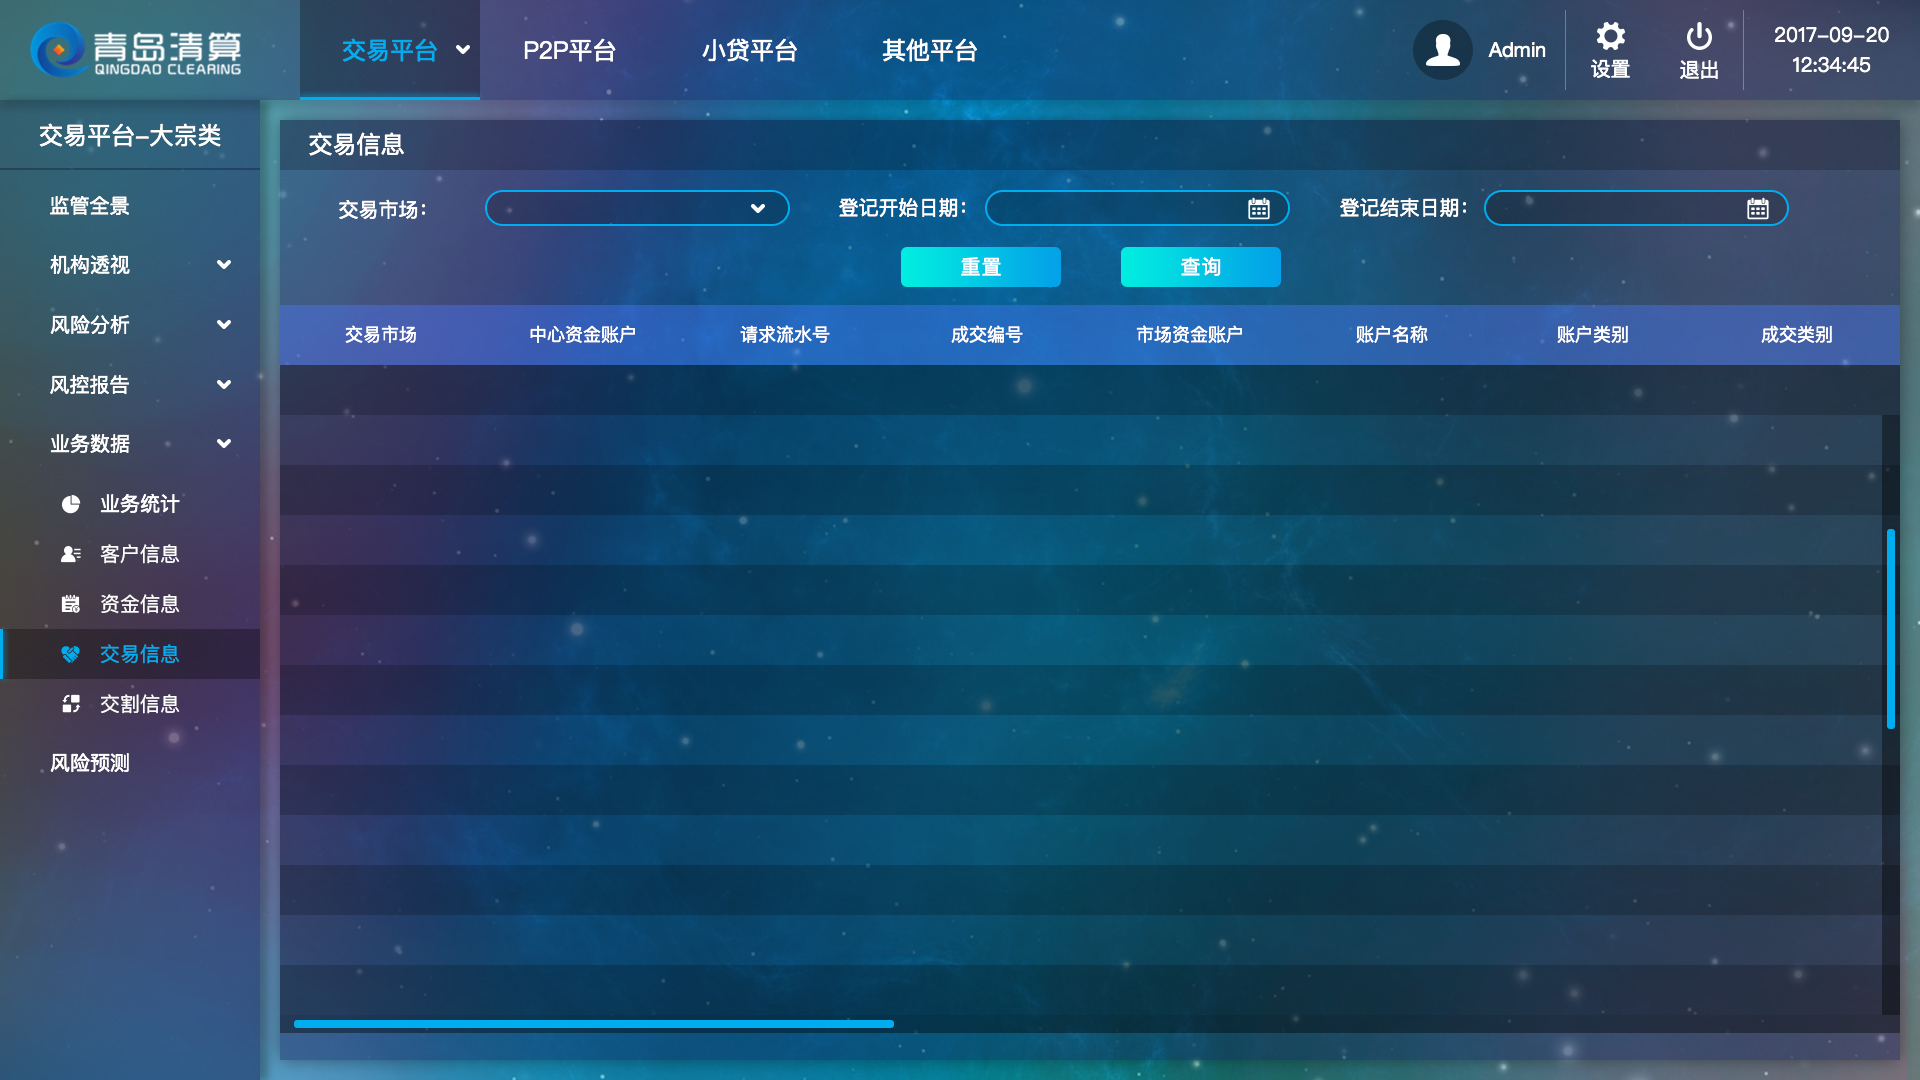 青岛清算
QINGDAO CLEARING
交易平台
P2P平台
小贷平台
其他平台
Admin
设置
退出
2017-09-20
12:34:45
交易平台-大宗类
监管全景
机构透视
风险分析
风控报告
业务数据
业务统计
客户信息
资金信息
交易信息
交割信息
风险预测
交易信息
交易市场：
登记开始日期：
登记结束日期：
重置
查询
交易市场
中心资金账户
请求流水号
成交编号
市场资金账户
账户名称
账户类别
成交类别